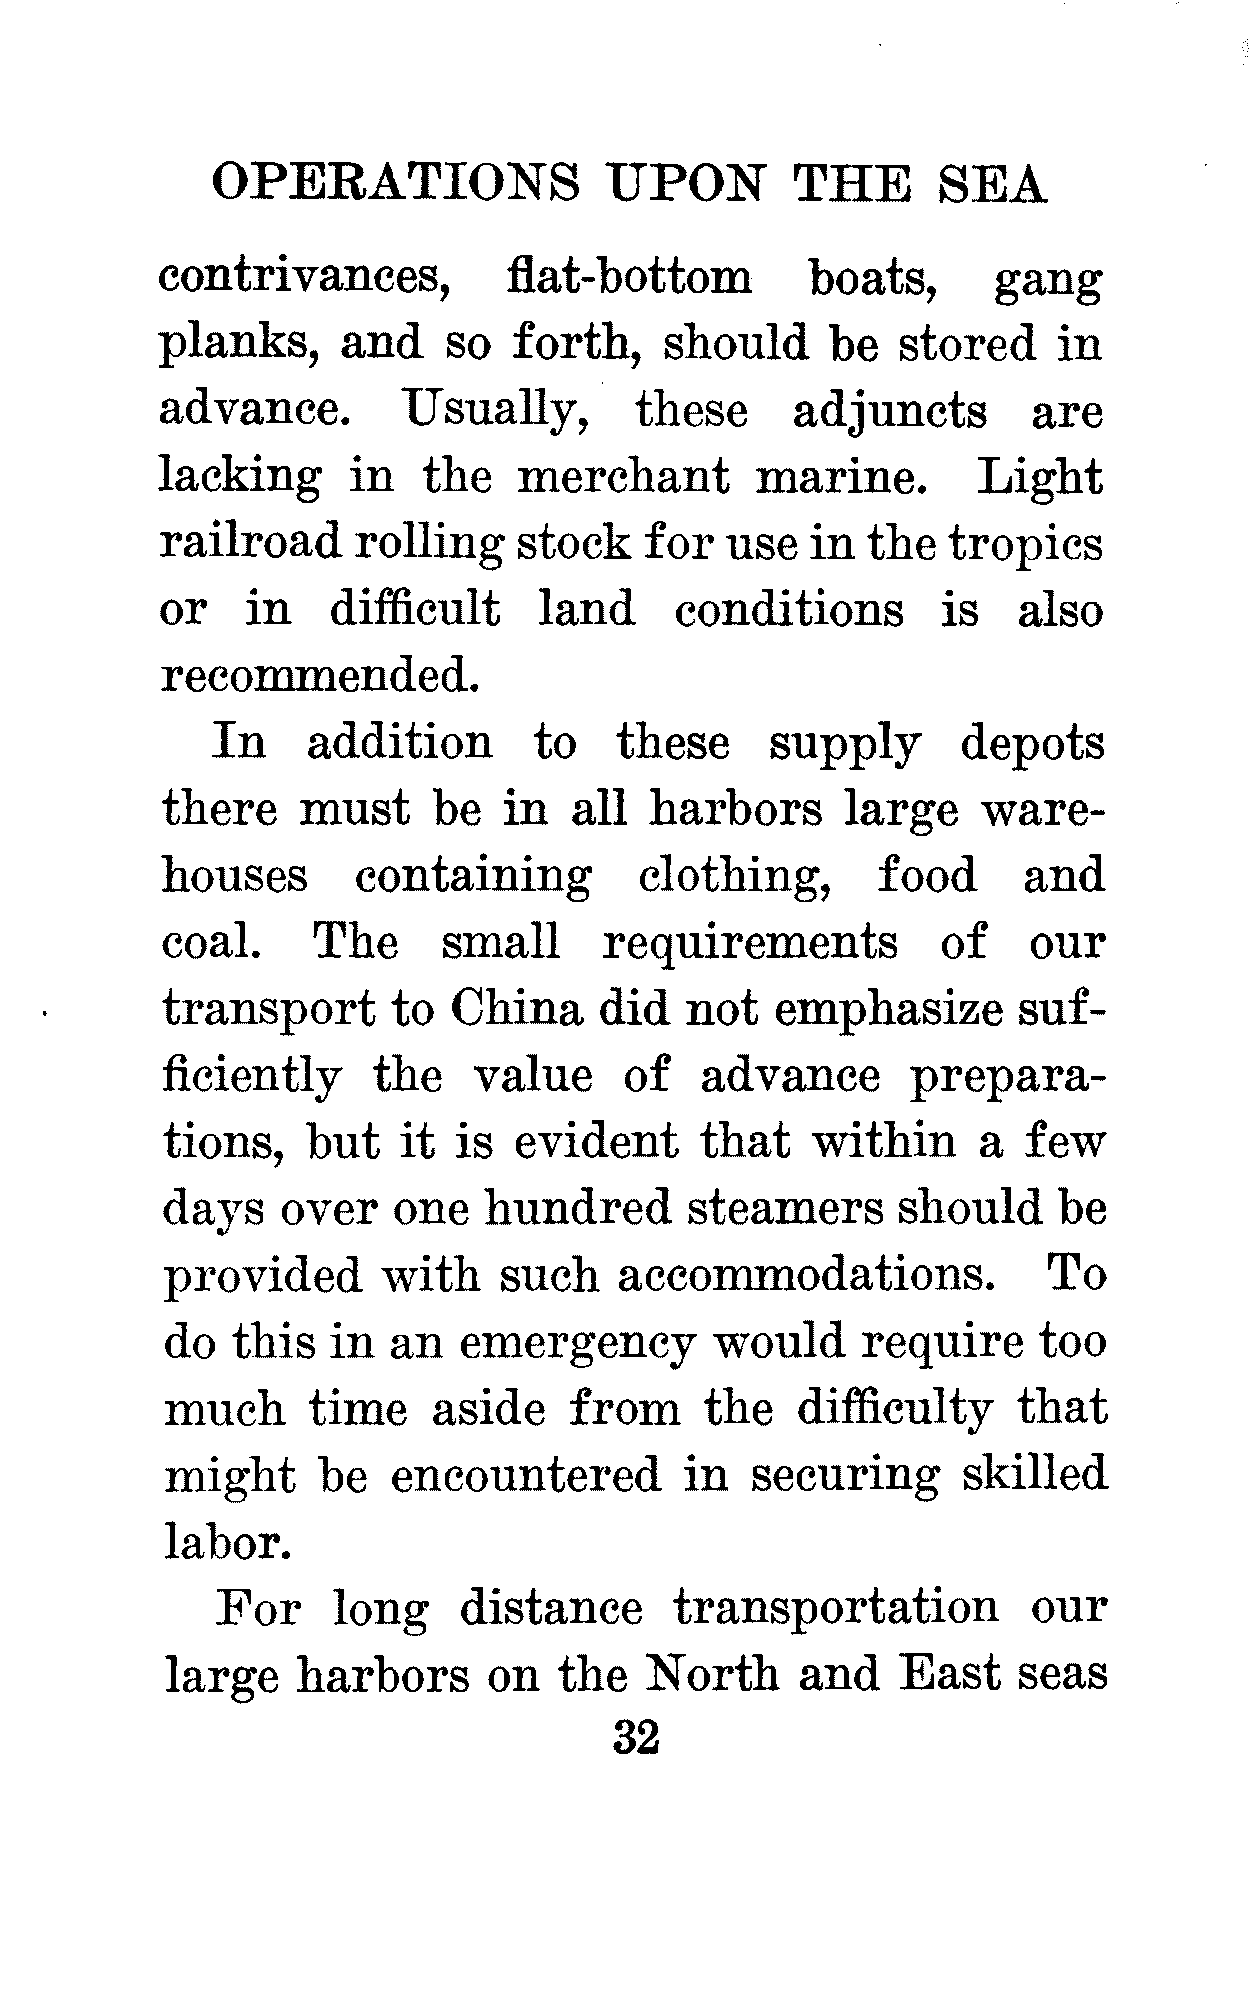 OPERATIONS UPON THE SEA
contrivances, flat-bottom boats, gang
planks, and so forth, should be stored in
advance. Usually, these adjuncts are
lacking in the merchant marine. Light
railroad rolling stock for use in the tropics
or in difficult land conditions is also
recommended.
In addition to these supply depots
there must be in all harbors large ware-
houses containing clothing, food and
coal. The small requirements of our
transport to China did not emphasize suf-
ficiently the value of advance prepara-
tions, but it is evident that within a few
days over one hundred steamers should be
provided with such accommodations. To
do this in an emergency would require too
much time aside from the difficulty that
might be encountered in securing skilled
labor.
For long distance transportation our
large harbors on the North and East seas
32